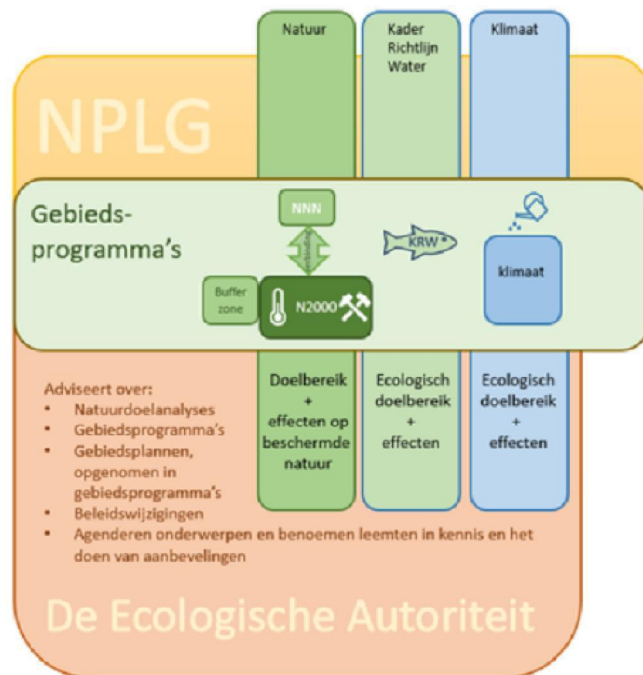 Natuur
Kader
Richtlijn
Water
Klimaat
NPLG
Gebieds-
programma's
NNN
verbinding
Buffer
zone
N2000
KRW
klimaat
Adviseert over:
• Natuurdoelanalyses
• Gebiedsprogramma's
• Gebiedsplannen,
opgenomen in
gebiedsprogramma's
• Beleidswijzigingen
• Agenderen onderwerpen en benoemen leemten in kennis en het
doen van aanbevelingen
Doelbereik
+
effecten op
beschermde
natuur
Ecologisch
doelbereik
+
effecten
Ecologisch
doelbereik
+
effecten
De Ecologische Autoriteit